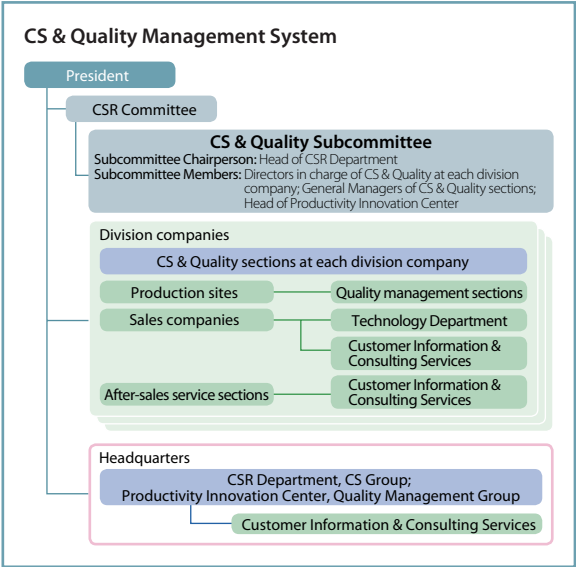 CS & Quality Management System
President
CSR Committee
CS & Quality Subcommittee
Subcommittee Chairperson: Head of CSR Department
Subcommittee Members: Directors in charge of CS & Quality at each division
company; General Managers of CS & Quality sections;
Head of Productivity Innovation Center
Division companies
CS & Quality sections at each division company
Production sites
Quality management sections
Sales companies
Technology Department
Customer Information &
Consulting Services
After-sales service sections
Customer Information &
Consulting Services
Headquarters
CSR Department, CS Group;
Productivity Innovation Center, Quality Management Group
Customer Information & Consulting Services